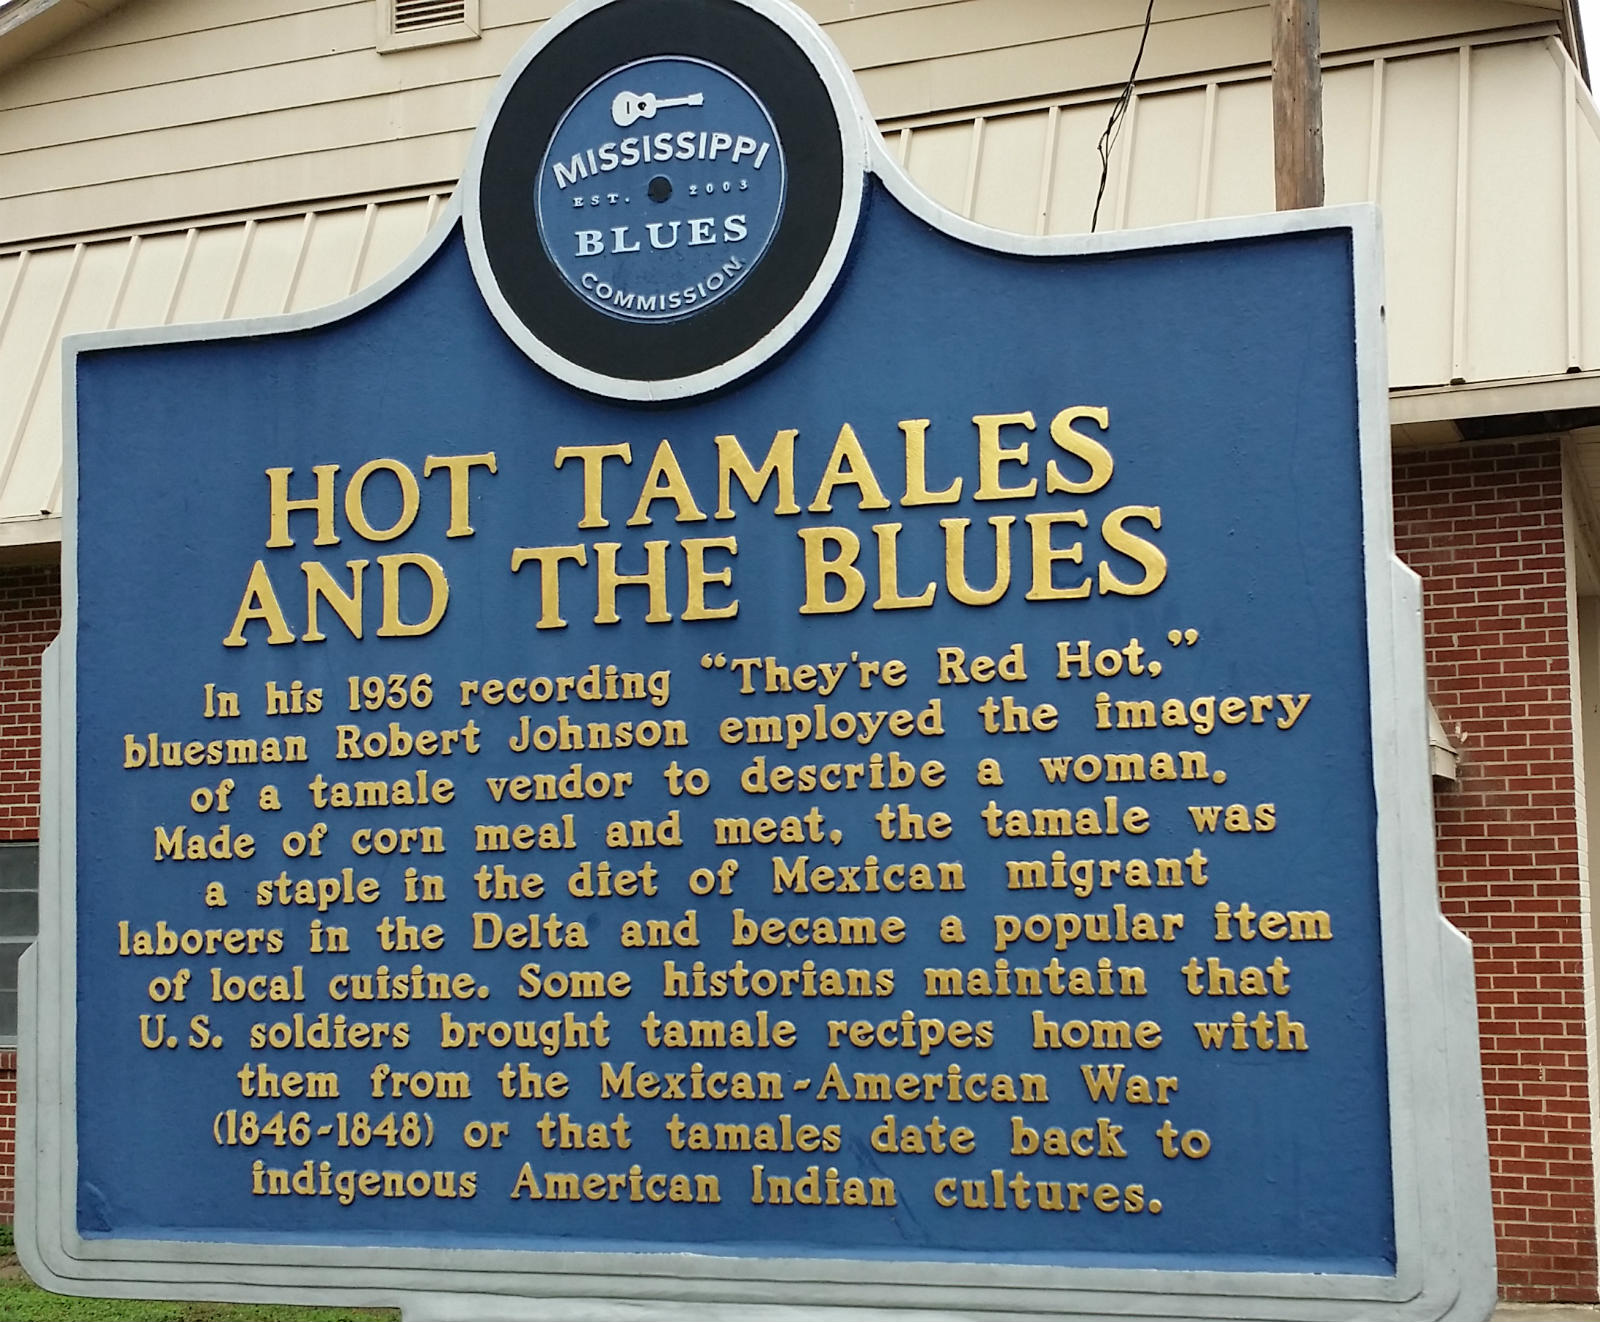 MISSISSIPPI
EST. 2003
BLUES
COMMISSION
HOT TAMALES
AND THE BLUES
In his 1936 recording “They're Red Hot,”
bluesman Robert Johnson employed the imagery
of a tamale vendor to describe a woman.
Made of corn meal and meat, the tamale was
a staple in the diet of Mexican migrant
laborers in the Delta and became a popular item
of local cuisine. Some historians maintain that
U.S. soldiers brought tamale recipes home with
them from the Mexican-American War
(1846-1848) or that tamales date back to
indigenous American Indian cultures.